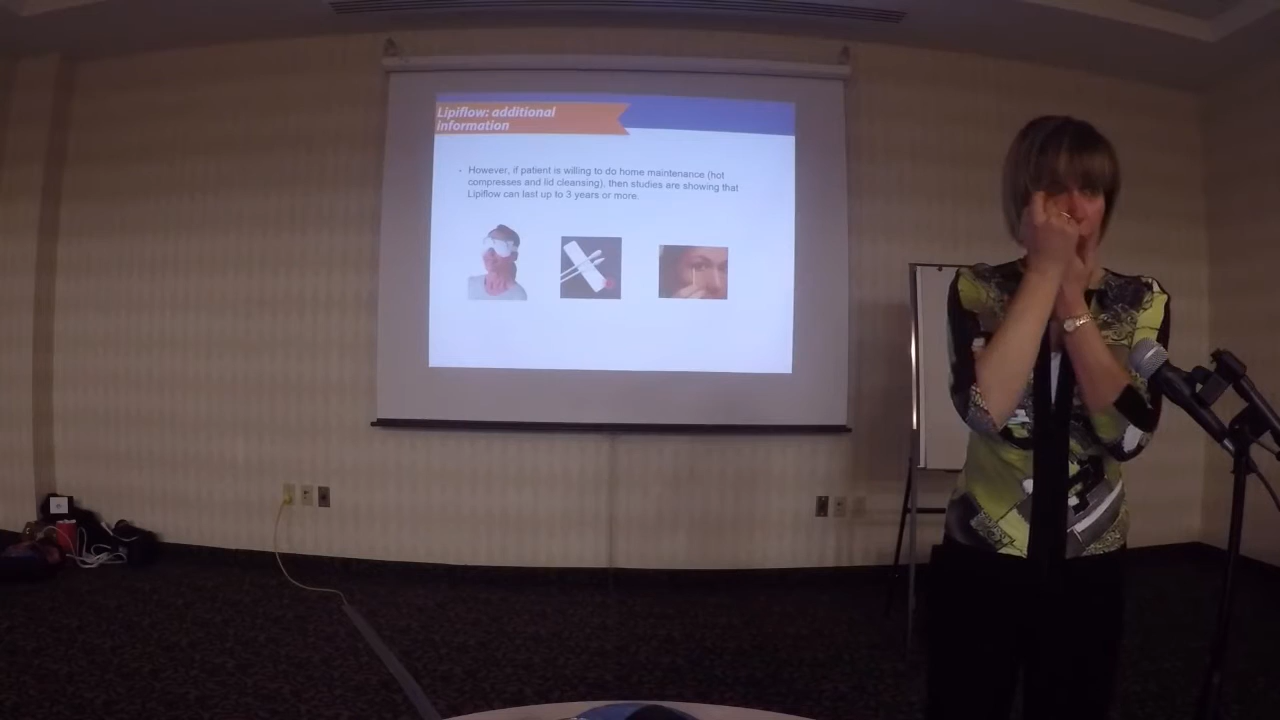 Lipiflow: additional
information
· However, if patient is willing to do home maintenance (hot
compresses and lid cleansing), then studies are showing that
Lipiflow can last up to 3 years or more.